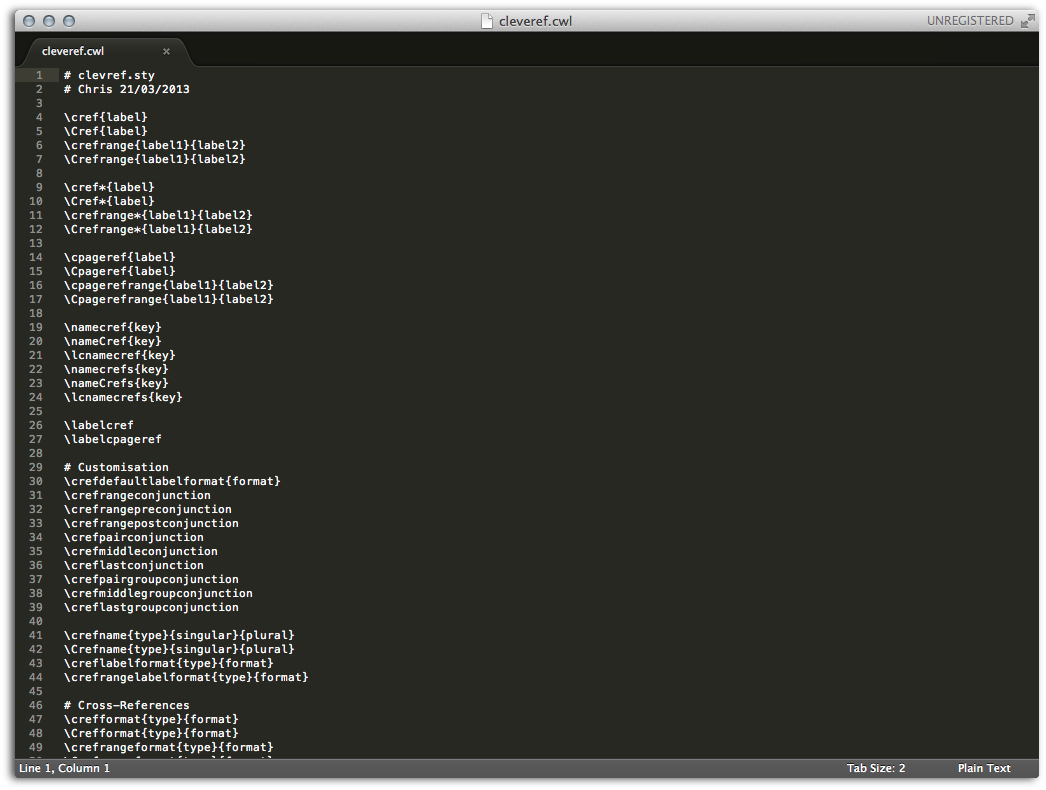 cleveref.cwl
UNREGISTERED
cleveref.cwl ×
1 # clevref.sty
2 # Chris 21/03/2013
3
4 \cref{label}
5 \Cref{label}
6 \crefrange{label1}{label2}
7 \Crefrange{label1}{label2}
8
9 \cref*{label}
10 \Cref*{label}
11 \crefrange*{label1}{label2}
12 \Crefrange*{label1}{label2}
13
14 \cpageref{label}
15 \Cpageref{label}
16 \cpagerefrange{label1}{label2}
17 \Cpagerefrange{label1}{label2}
18
19 \namecref{key}
20 \nameCref{key}
21 \lcnamecref{key}
22 \namecrefs{key}
23 \nameCrefs{key}
24 \lcnamecrefs{key}
25
26 \labelcref
27 \labelcpageref
28
29 # Customisation
30 \crefdefaultlabelformat{format}
31 \crefrangeconjunction
32 \crefrangepreconjunction
33 \crefrangepostconjunction
34 \crefpairconjunction
35 \crefmiddleconjunction
36 \creflastconjunction
37 \crefpairgroupconjunction
38 \crefmiddlegroupconjunction
39 \creflastgroupconjunction
40
41 \crefname{type}{singular}{plural}
42 \Crefname{type}{singular}{plural}
43 \creflabelformat{type}{format}
44 \crefrangelabelformat{type}{format}
45
46 # Cross-References
47 \crefformat{type}{format}
48 \Crefformat{type}{format}
49 \crefrangeformat{type}{format}
Line 1, Column 1
Tab Size: 2
Plain Text